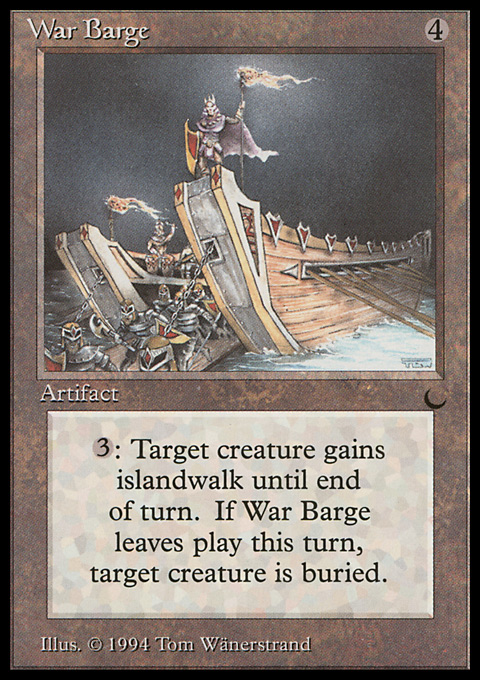 War Barge 4
Artifact
3: Target creature gains
islandwalk until end
of turn. If War Barge
leaves play this turn,
target creature is buried.
Illus. © 1994 Tom Wänerstrand